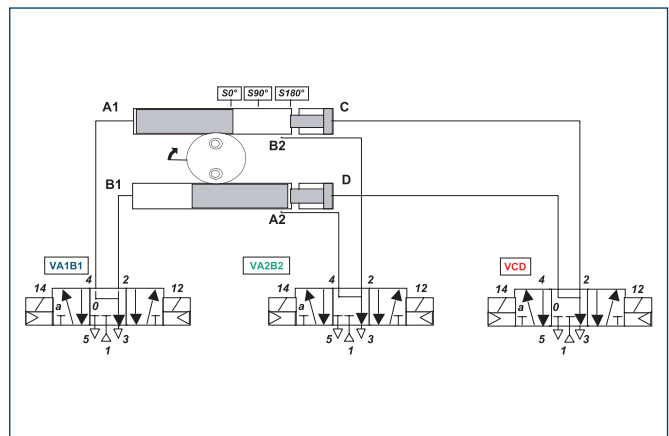 S0° S90° S180°
A1 C
B2
B1 D
A2
VA1B1 VA2B2 VCD
14 4 2 12 14 4 2 12 14 4 2 12
a 0 a a 0
5 3 5 3 5 3
1 1 1